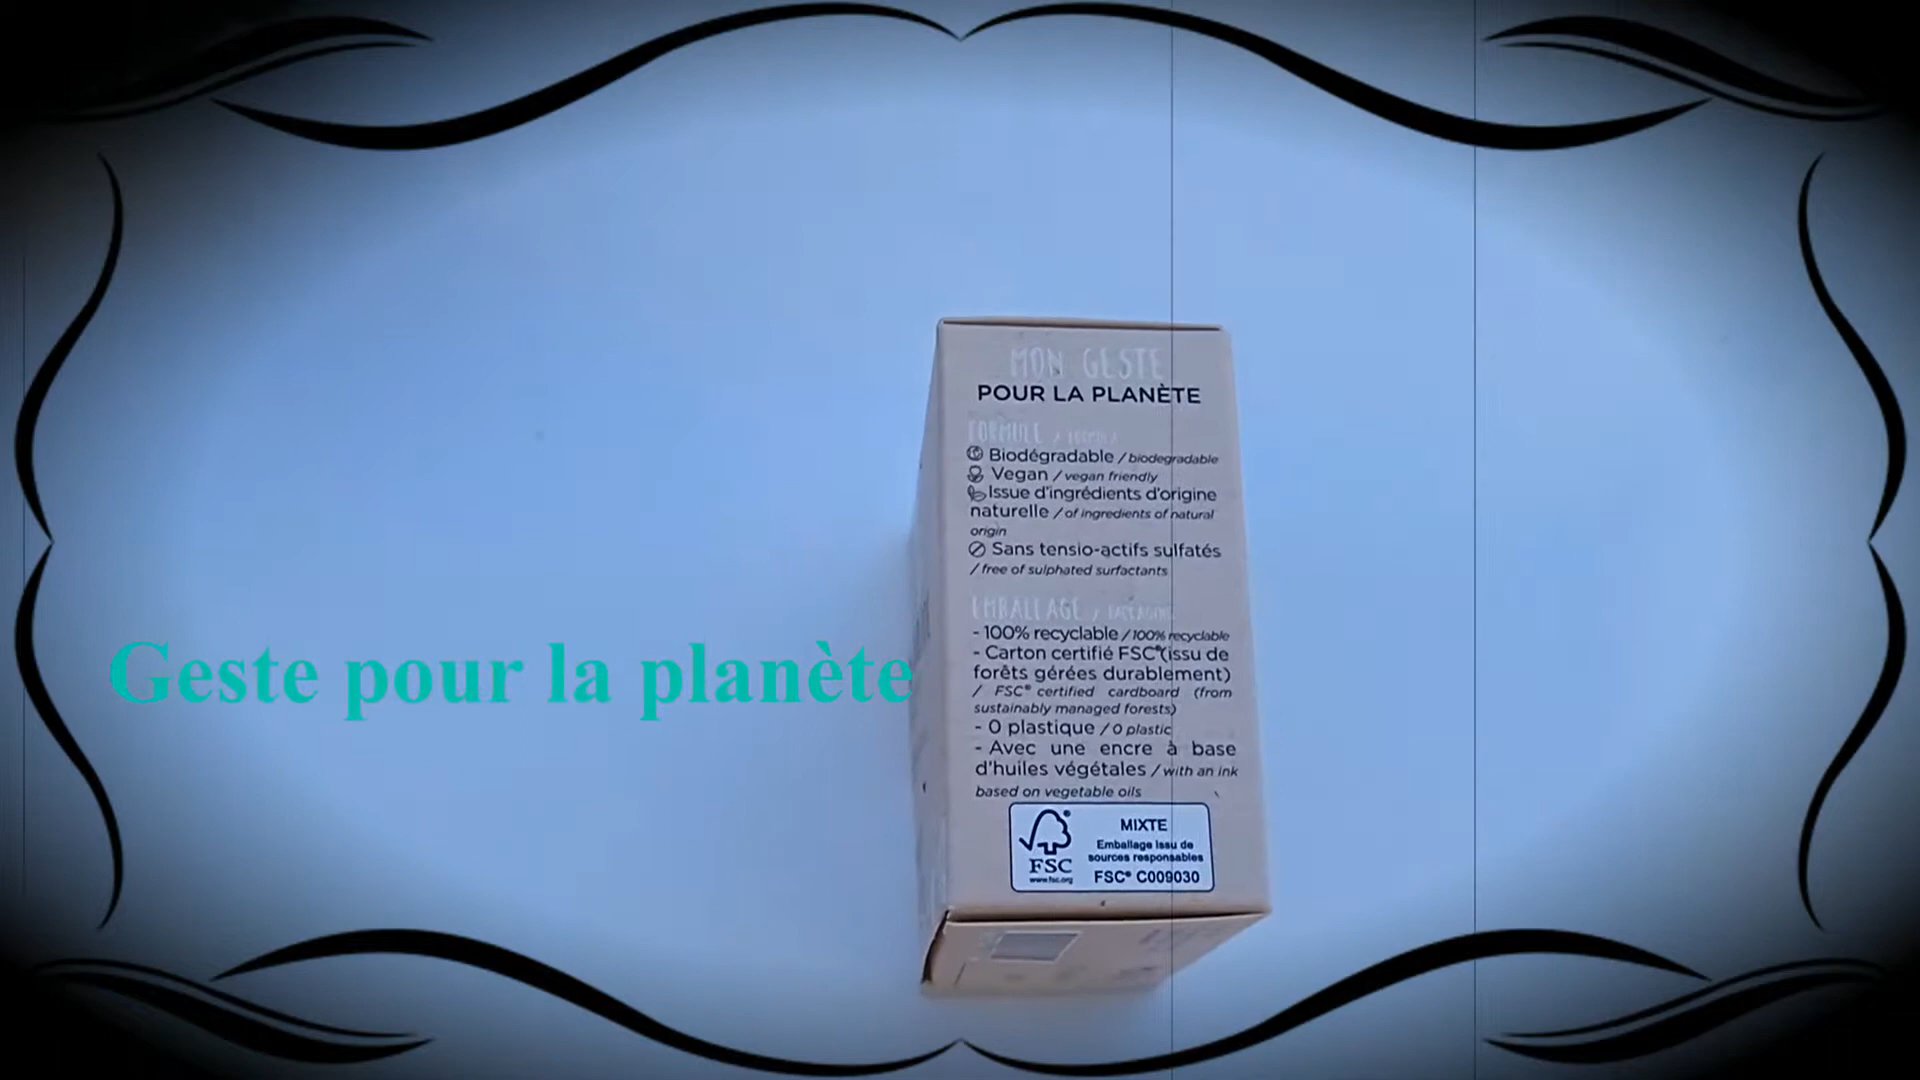 MON GESTE
POUR LA PLANÈTE
FORMULE / FORMULA
Biodégradable / biodegradable
Vegan / vegan friendly
Issue d'ingrédients d'origine
naturelle / of ingredients of natural
origin
Sans tensio-actifs sulfatés
/ free of sulphated surfactants
EMBALLAGE / PACKAGING
- 100% recyclable / 100% recyclable
- Carton certifié FSC® (issu de
forêts gérées durablement)
/ FSC® certified cardboard (from
sustainably managed forests)
- 0 plastique / 0 plastic
- Avec une encre à base
d'huiles végétales / with an ink
based on vegetable oils
MIXTE
Emballage issu de
sources responsables
FSC® C009030
FSC
www.fsc.org
Geste pour la planète